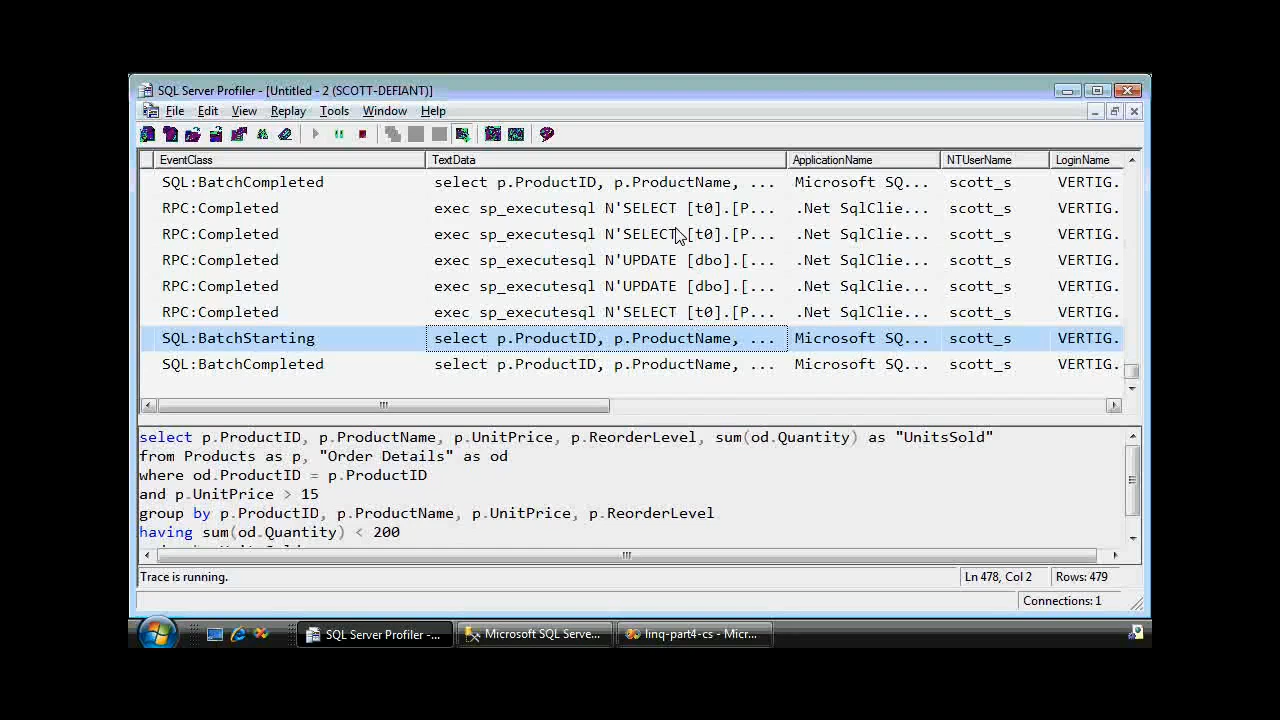 SQL Server Profiler - [Untitled - 2 (SCOTT-DEFIANT)]
File Edit View Replay Tools Window Help
EventClass TextData ApplicationName NTUserName LoginName
SQL:BatchCompleted select p.ProductID, p.ProductName, ... Microsoft SQ... scott_s VERTIG.
RPC:Completed exec sp_executesql N'SELECT [t0].[P... .Net SqlClie... scott_s VERTIG.
RPC:Completed exec sp_executesql N'SELECT [t0].[P... .Net SqlClie... scott_s VERTIG.
RPC:Completed exec sp_executesql N'UPDATE [dbo].[... .Net SqlClie... scott_s VERTIG.
RPC:Completed exec sp_executesql N'UPDATE [dbo].[... .Net SqlClie... scott_s VERTIG.
RPC:Completed exec sp_executesql N'SELECT [t0].[P... .Net SqlClie... scott_s VERTIG.
SQL:BatchStarting select p.ProductID, p.ProductName, ... Microsoft SQ... scott_s VERTIG.
SQL:BatchCompleted select p.ProductID, p.ProductName, ... Microsoft SQ... scott_s VERTIG.
select p.ProductID, p.ProductName, p.UnitPrice, p.ReorderLevel, sum(od.Quantity) as "UnitsSold"
from Products as p, "Order Details" as od
where od.ProductID = p.ProductID
and p.UnitPrice > 15
group by p.ProductID, p.ProductName, p.UnitPrice, p.ReorderLevel
having sum(od.Quantity) < 200
Trace is running. Ln 478, Col 2 Rows: 479
Connections: 1
SQL Server Profiler -... Microsoft SQL Serve... linq-part4-cs - Micr...